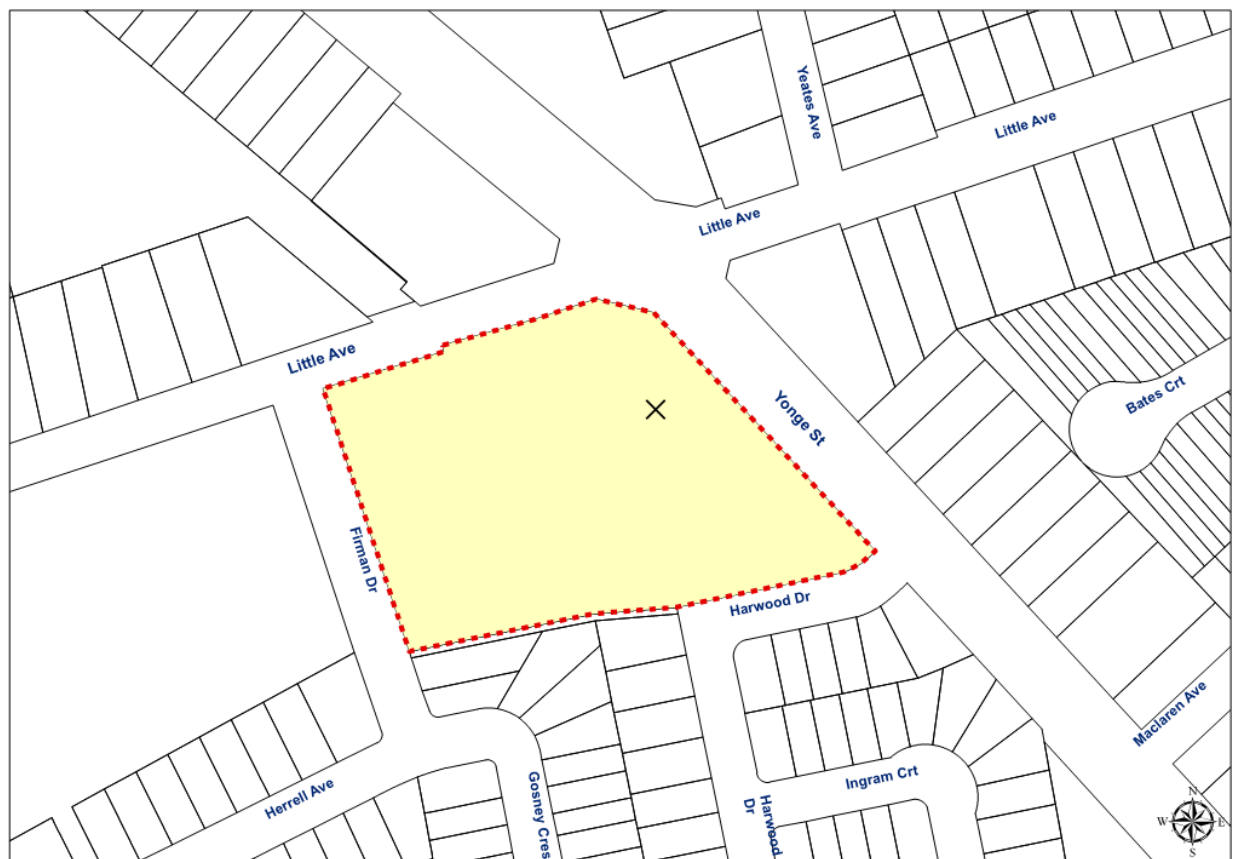 Yeates Ave
Little Ave
Little Ave
Little Ave
Yonge St
Bates Crt
Firman Dr
Harwood Dr
Maclaren Ave
Herrell Ave
Gosney Cres
Harwood
Dr
Ingram Crt
N
W
E
S